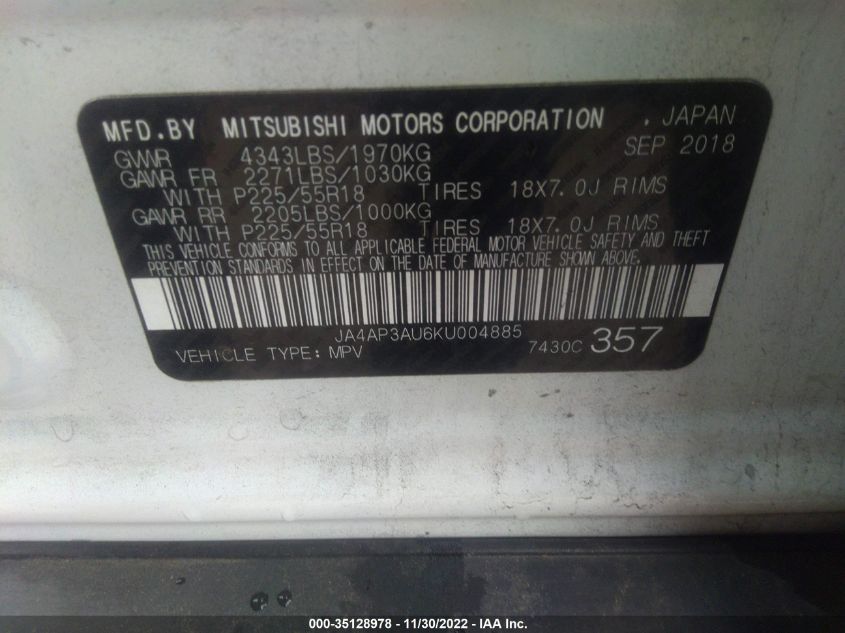 MFD.BY MITSUBISHI MOTORS CORPORATION . JAPAN
GVWR 4343LBS/1970KG SEP 2018
GAWR FR 2271LBS/1030KG
WITH P225/55R18 TIRES 18X7.0J RIMS
GAWR RR 2205LBS/1000KG
WITH P225/55R18 TIRES 18X7.0J RIMS
THIS VEHICLE CONFORMS TO ALL APPLICABLE FEDERAL MOTOR VEHICLE SAFETY AND THEFT
PREVENTION STANDARDS IN EFFECT ON THE DATE OF MANUFACTURE SHOWN ABOVE.
JA4AP3AU6KU004885
VEHICLE TYPE: MPV 7430C 357
000-35128978 - 11/30/2022 - IAA Inc.